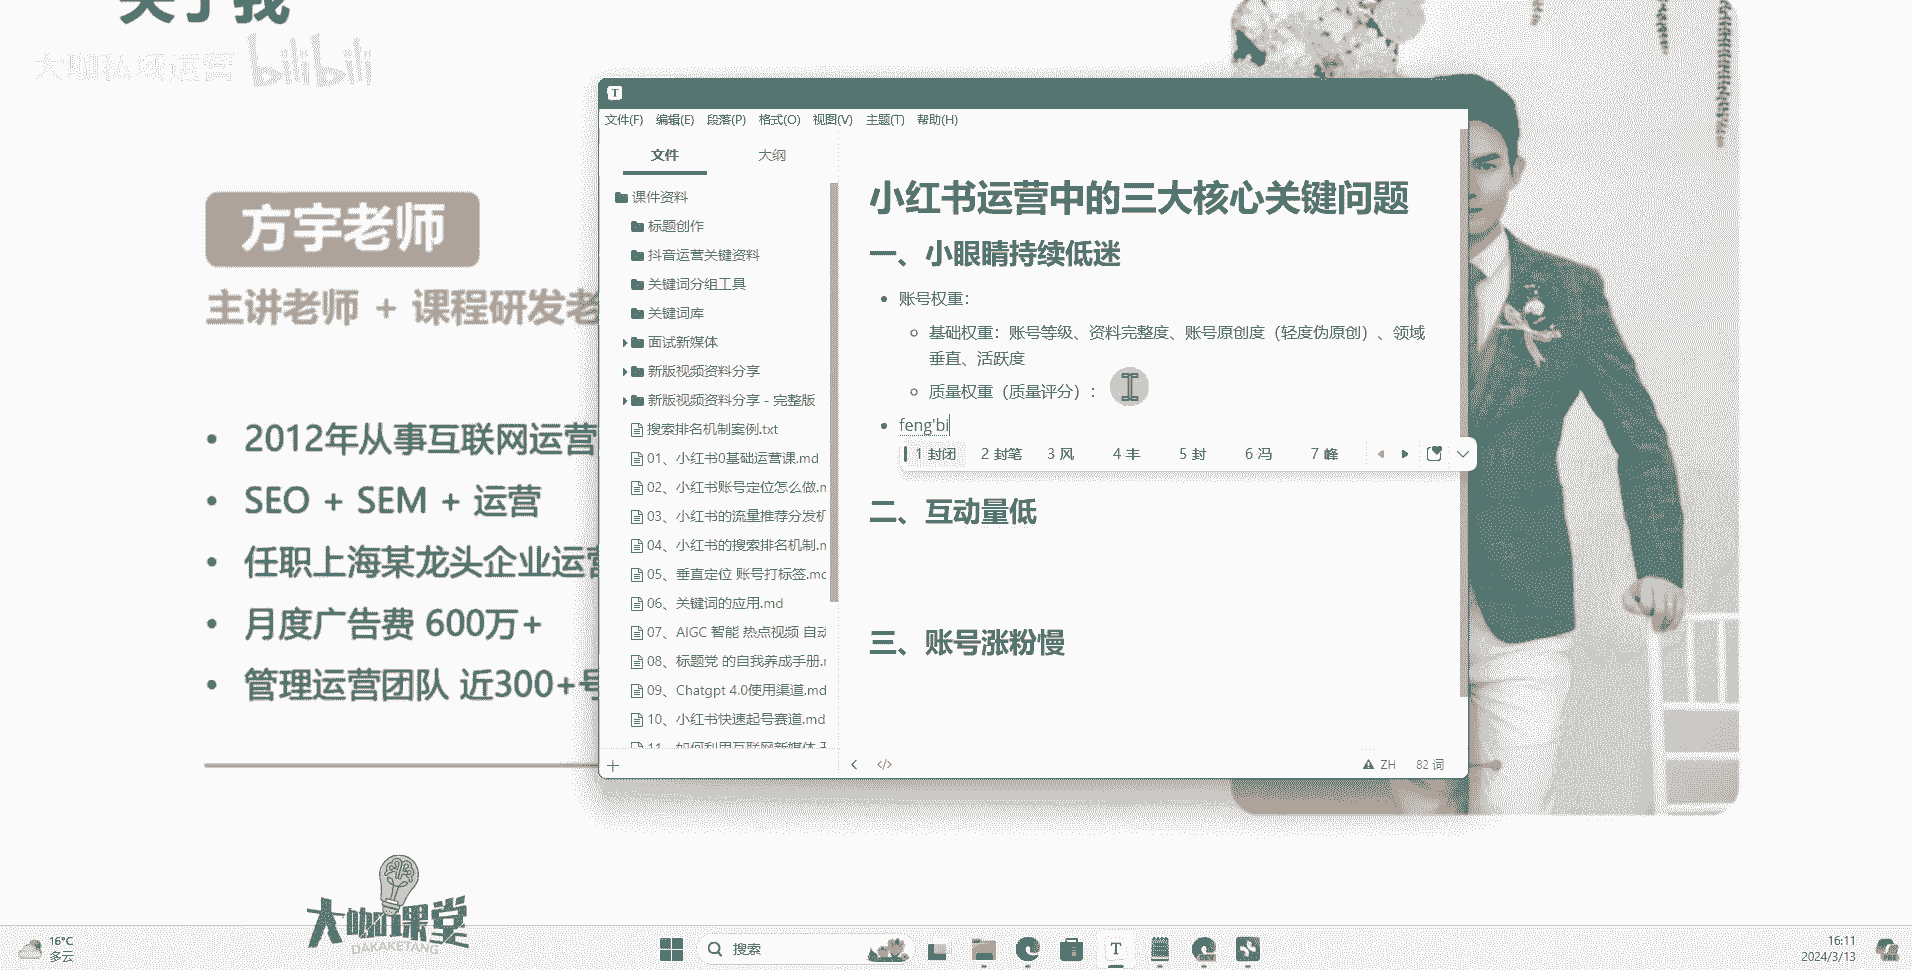 关于我
大咖私域运营 bilibili
方宇老师
主讲老师 + 课程研发老
• 2012年从事互联网运营
• SEO + SEM + 运营
• 任职上海某龙头企业运营
• 月度广告费 600万+
• 管理运营团队 近300+号
大咖课堂
DAKAKETANG
T
文件(F) 编辑(E) 段落(P) 格式(O) 视图(V) 主题(T) 帮助(H)
文件 大纲
课件资料
标题创作
抖音运营关键资料
关键词分组工具
关键词库
面试新媒体
新版视频资料分享
新版视频资料分享 - 完整版
搜索排名机制案例.txt
01、小红书0基础运营课.md
02、小红书账号定位怎么做.m
03、小红书的流量推荐分发机
04、小红书的搜索排名机制.m
05、垂直定位 账号打标签.md
06、关键词的应用.md
07、AIGC 智能 热点视频 自动
08、标题党 的自我养成手册.m
09、Chatgpt 4.0使用渠道.md
10、小红书快速起号赛道.md
11、如何利用互联网新媒体
小红书运营中的三大核心关键问题
一、小眼睛持续低迷
• 账号权重：
基础权重：账号等级、资料完整度、账号原创度（轻度伪原创）、领域
垂直、活跃度
质量权重（质量评分）：
• feng'bi
1 封闭 2 封笔 3 风 4 丰 5 封 6 冯 7 峰
二、互动量低
三、账号涨粉慢
ZH 82 词
16°C
多云
搜索
T
DEV
16:11
2024/3/13
PRE